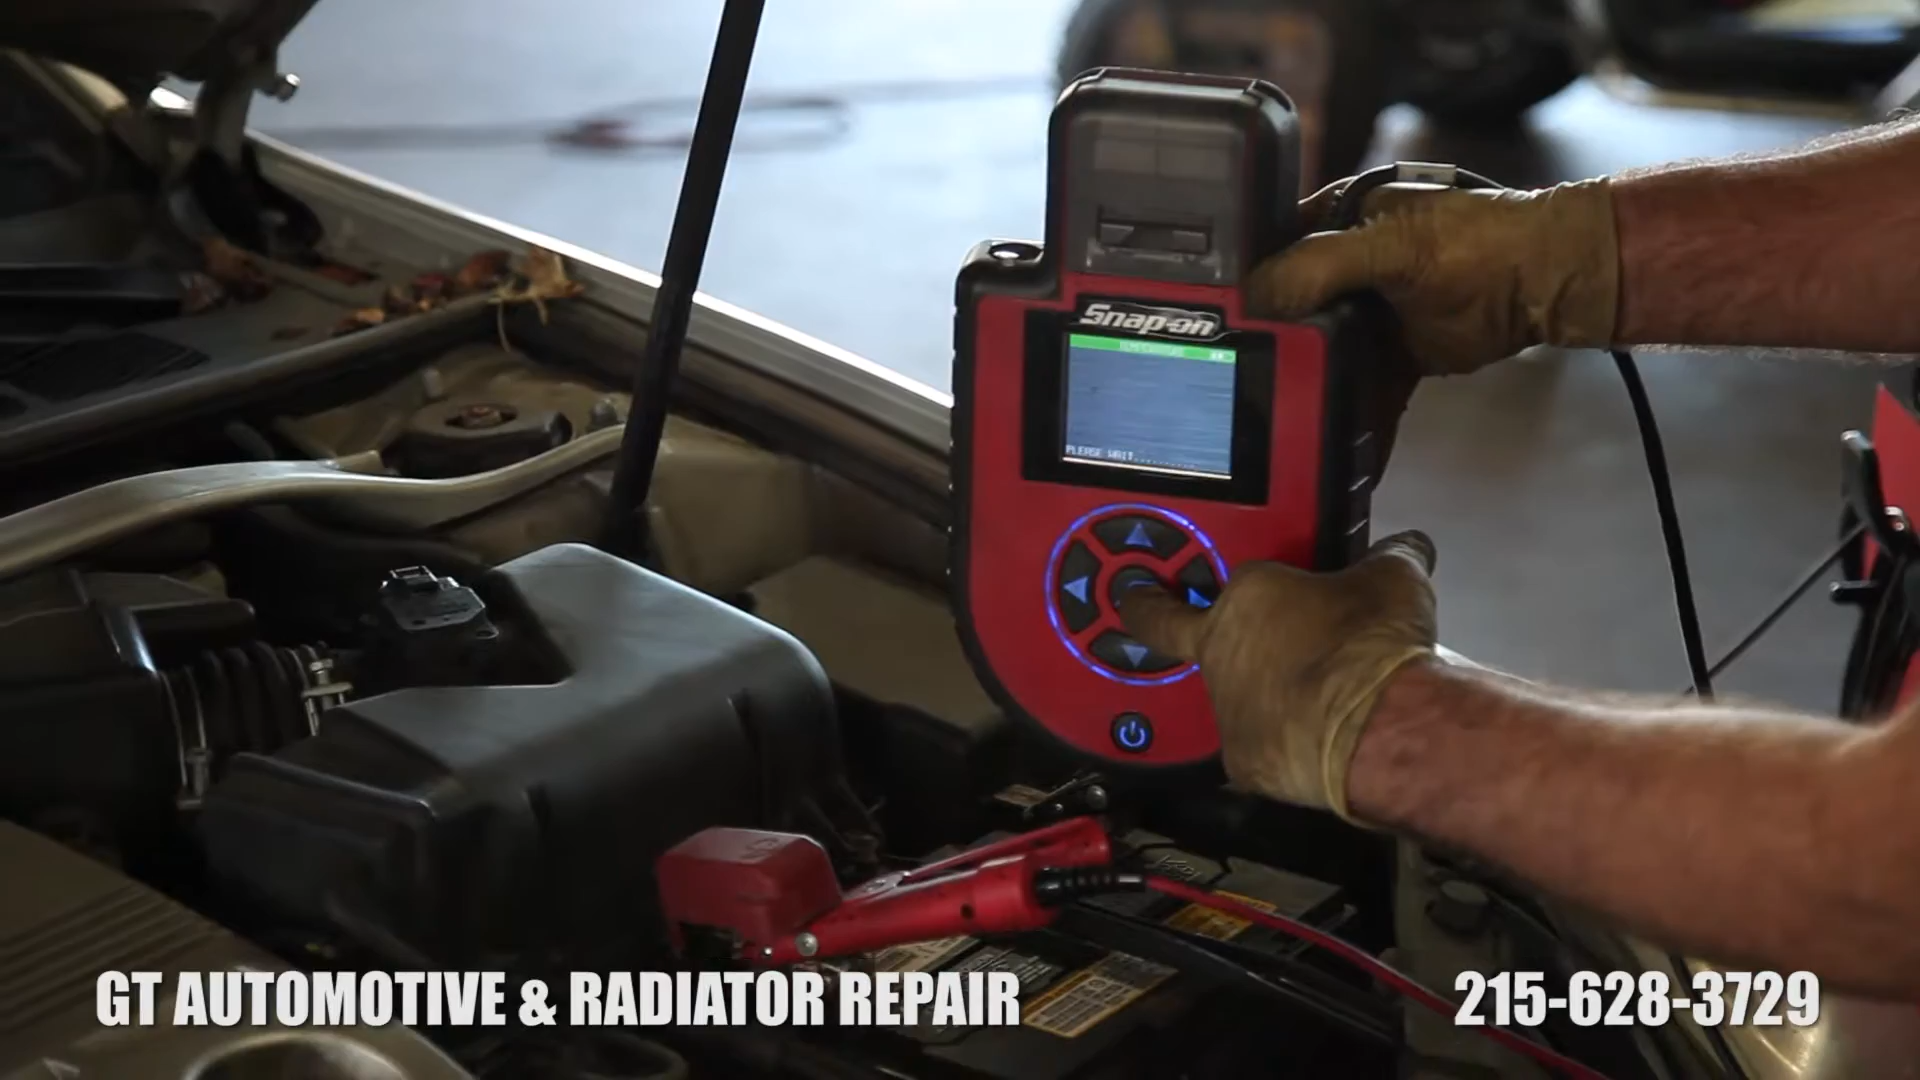 Snap-on
PLEASE WAIT..........
GT AUTOMOTIVE & RADIATOR REPAIR
215-628-3729